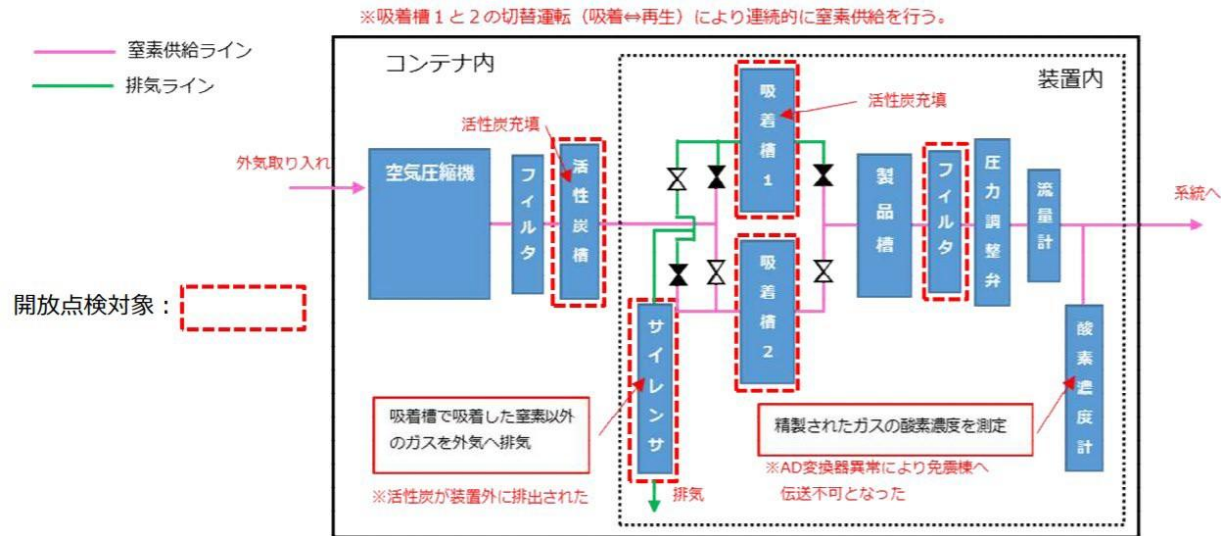 ※吸着槽１と２の切替運転（吸着⇔再生）により連続的に窒素供給を行う。
窒素供給ライン
排気ライン
コンテナ内
装置内
活性炭充填
活性炭充填
外気取り入れ
空気圧縮機
フィルタ
活性炭槽
吸着槽1
吸着槽2
製品槽
フィルタ
圧力調整弁
流量計
系統へ
開放点検対象：
サイレンサ
酸素濃度計
吸着槽で吸着した窒素以外
のガスを外気へ排気
精製されたガスの酸素濃度を測定
※活性炭が装置外に排出された
排気
※AD変換器異常により免震棟へ
伝送不可となった